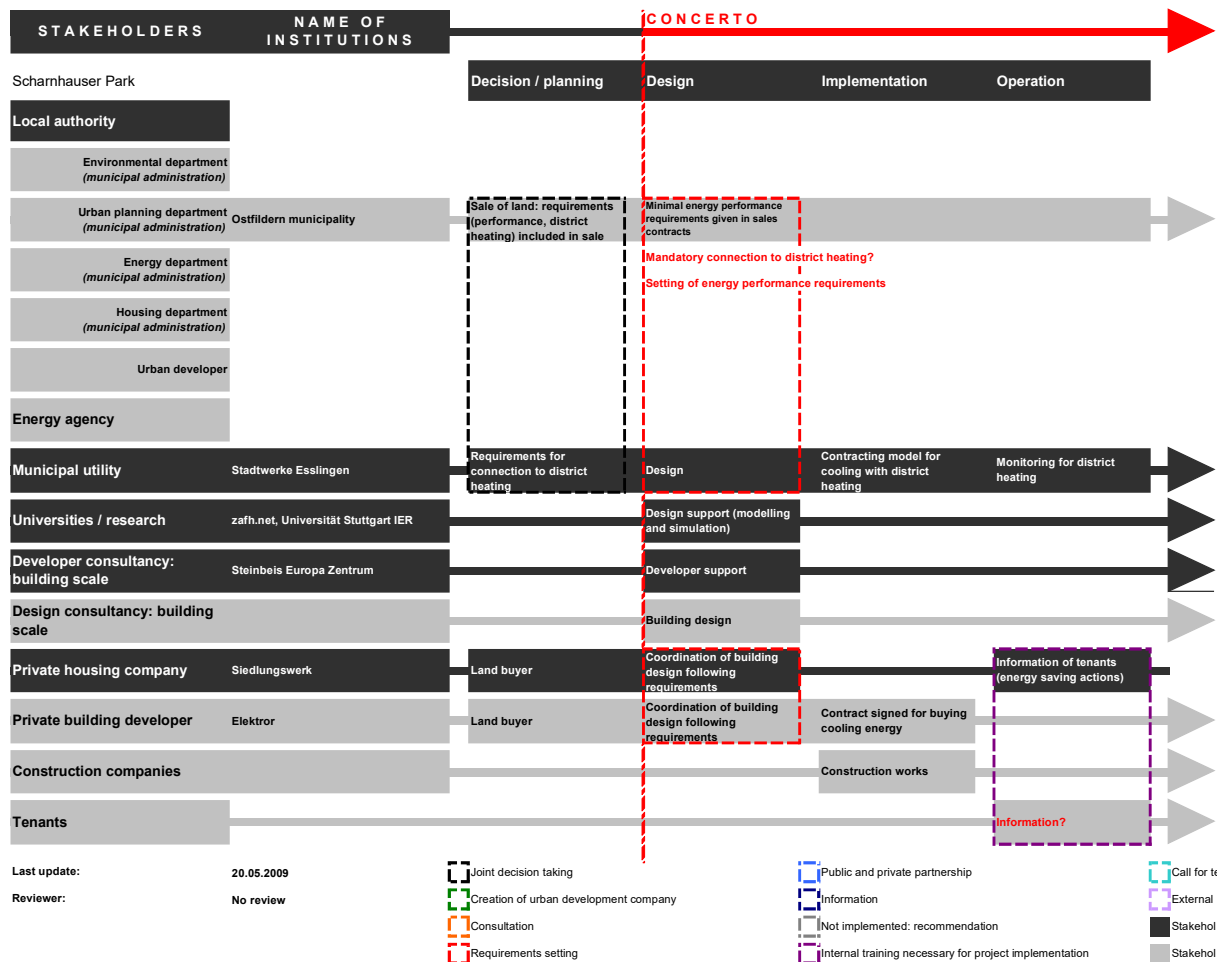 CONCERTO
STAKEHOLDERS
NAME OF
INSTITUTIONS
Scharnhauser Park
Decision / planning
Design
Implementation
Operation
Local authority
Environmental department
(municipal administration)
Urban planning department
(municipal administration)
Ostfildern municipality
Sale of land: requirements
(performance, district
heating) included in sale
Minimal energy performance
requirements given in sales
contracts
Energy department
(municipal administration)
Mandatory connection to district heating?
Setting of energy performance requirements
Housing department
(municipal administration)
Urban developer
Energy agency
Municipal utility
Stadtwerke Esslingen
Requirements for
connection to district
heating
Design
Contracting model for
cooling with district
heating
Monitoring for district
heating
Universities / research
zafh.net, Universität Stuttgart IER
Design support (modelling
and simulation)
Developer consultancy:
building scale
Steinbeis Europa Zentrum
Developer support
Design consultancy: building
scale
Building design
Private housing company
Siedlungswerk
Land buyer
Coordination of building
design following
requirements
Information of tenants
(energy saving actions)
Private building developer
Elektror
Land buyer
Coordination of building
design following
requirements
Contract signed for buying
cooling energy
Construction companies
Construction works
Tenants
Information?
Last update:
20.05.2009
Reviewer:
No review
Joint decision taking
Creation of urban development company
Consultation
Requirements setting
Public and private partnership
Information
Not implemented: recommendation
Internal training necessary for project implementation
Call for te
External
Stakehol
Stakehol